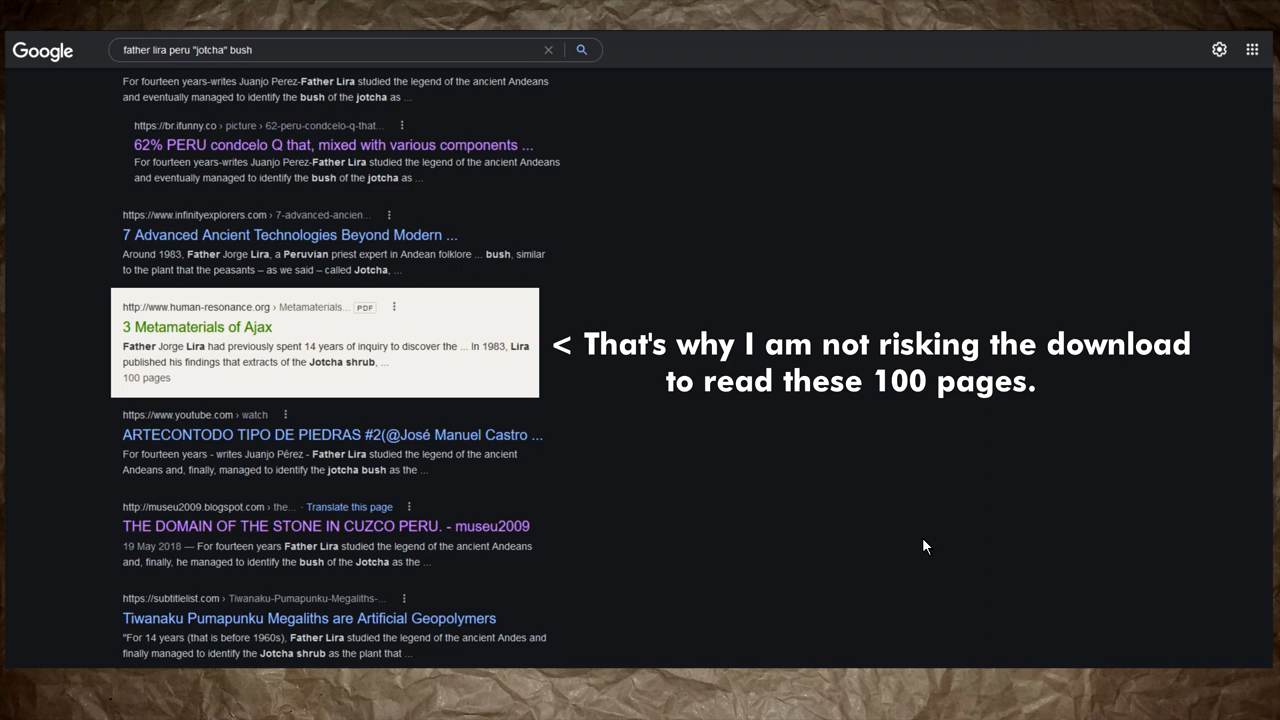 Google
father lira peru "jotcha" bush
For fourteen years-writes Juanjo Perez-Father Lira studied the legend of the ancient Andeans
and eventually managed to identify the bush of the jotcha as ...
https://br.ifunny.co › picture › 62-peru-condcelo-q-that...
62% PERU condcelo Q that, mixed with various components ...
For fourteen years-writes Juanjo Perez-Father Lira studied the legend of the ancient Andeans
and eventually managed to identify the bush of the jotcha as ...
https://www.infinityexplorers.com › 7-advanced-ancien...
7 Advanced Ancient Technologies Beyond Modern ...
Around 1983, Father Jorge Lira, a Peruvian priest expert in Andean folklore ... bush, similar
to the plant that the peasants – as we said – called Jotcha, ...
http://www.human-resonance.org › Metamaterials... PDF
3 Metamaterials of Ajax
Father Jorge Lira had previously spent 14 years of inquiry to discover the ... In 1983, Lira
published his findings that extracts of the Jotcha shrub, ...
100 pages
< That's why I am not risking the download
to read these 100 pages.
https://www.youtube.com › watch
ARTECONTODO TIPO DE PIEDRAS #2(@José Manuel Castro ...
For fourteen years - writes Juanjo Pérez - Father Lira studied the legend of the ancient
Andeans and, finally, managed to identify the jotcha bush as the ...
http://museu2009.blogspot.com › the... · Translate this page
THE DOMAIN OF THE STONE IN CUZCO PERU. - museu2009
19 May 2018 — For fourteen years Father Lira studied the legend of the ancient Andeans
and, finally, he managed to identify the bush of the Jotcha as the ...
https://subtitlelist.com › Tiwanaku-Pumapunku-Megaliths-...
Tiwanaku Pumapunku Megaliths are Artificial Geopolymers
"For 14 years (that is before 1960s), Father Lira studied the legend of the ancient Andes and
finally managed to identify the Jotcha shrub as the plant that ...